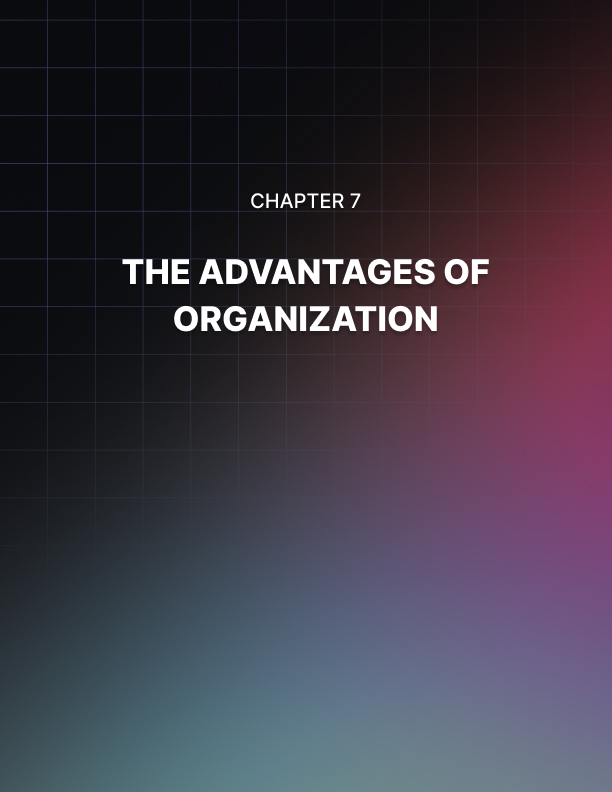 CHAPTER 7
THE ADVANTAGES OF
ORGANIZATION